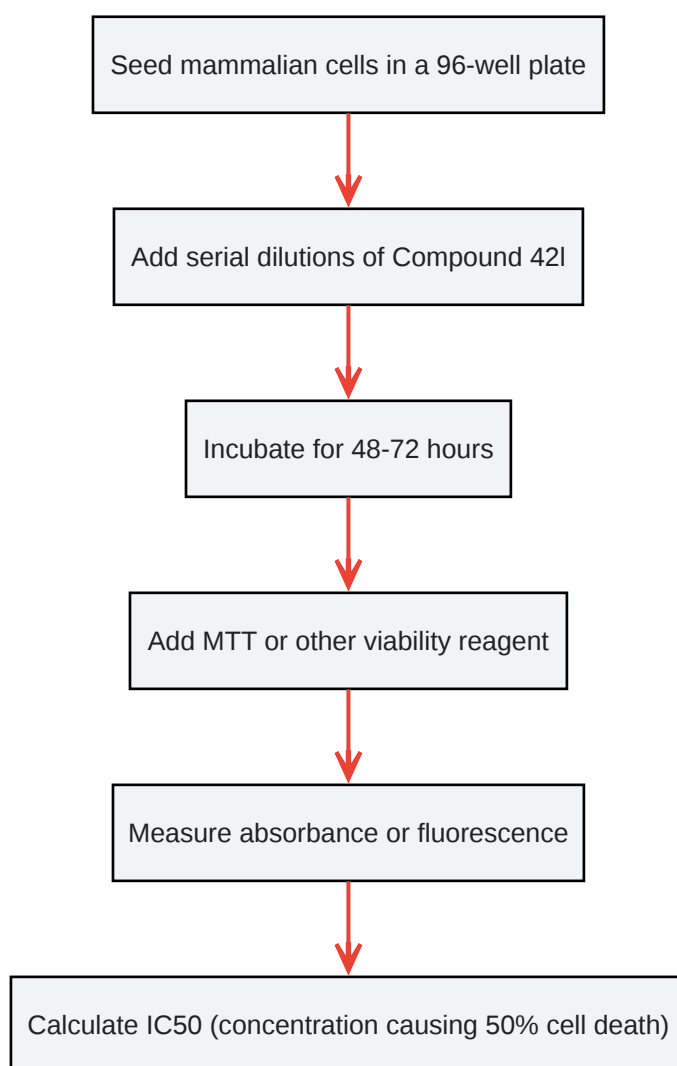 Seed mammalian cells in a 96-well plate
Add serial dilutions of Compound 42l
Incubate for 48-72 hours
Add MTT or other viability reagent
Measure absorbance or fluorescence
Calculate IC50 (concentration causing 50% cell death)